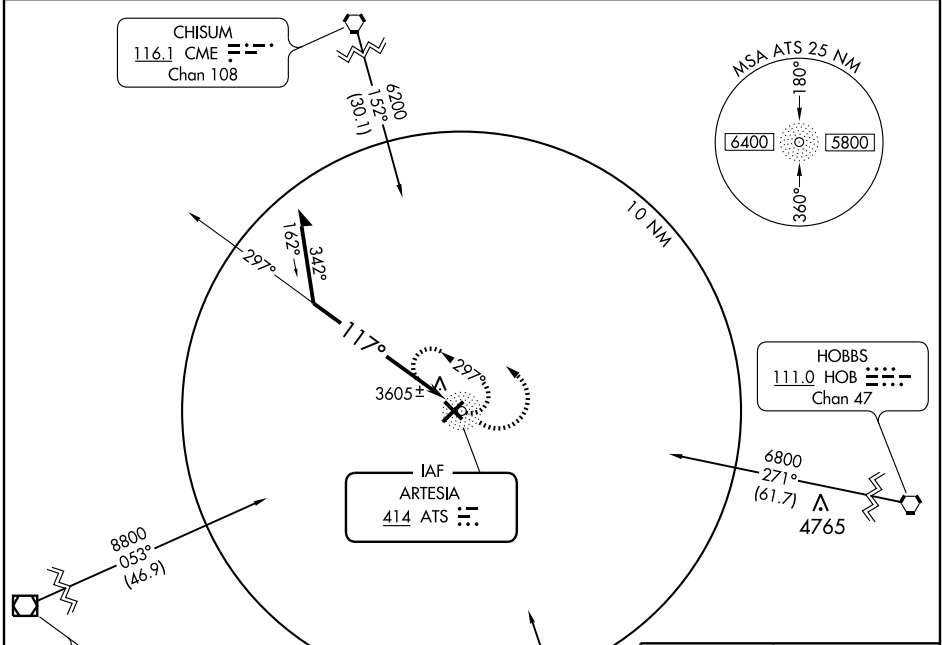 CHISUM
116.1 CME
Chan 108
6200
152°
(30.1)
MSA ATS 25 NM
180°
6400
5800
360°
10 NM
297°
162°
342°
117°
297°
3605±
HOBBS
111.0 HOB
Chan 47
IAF
ARTESIA
414 ATS
6800
271°
(61.7)
4765
8800
053°
(46.9)